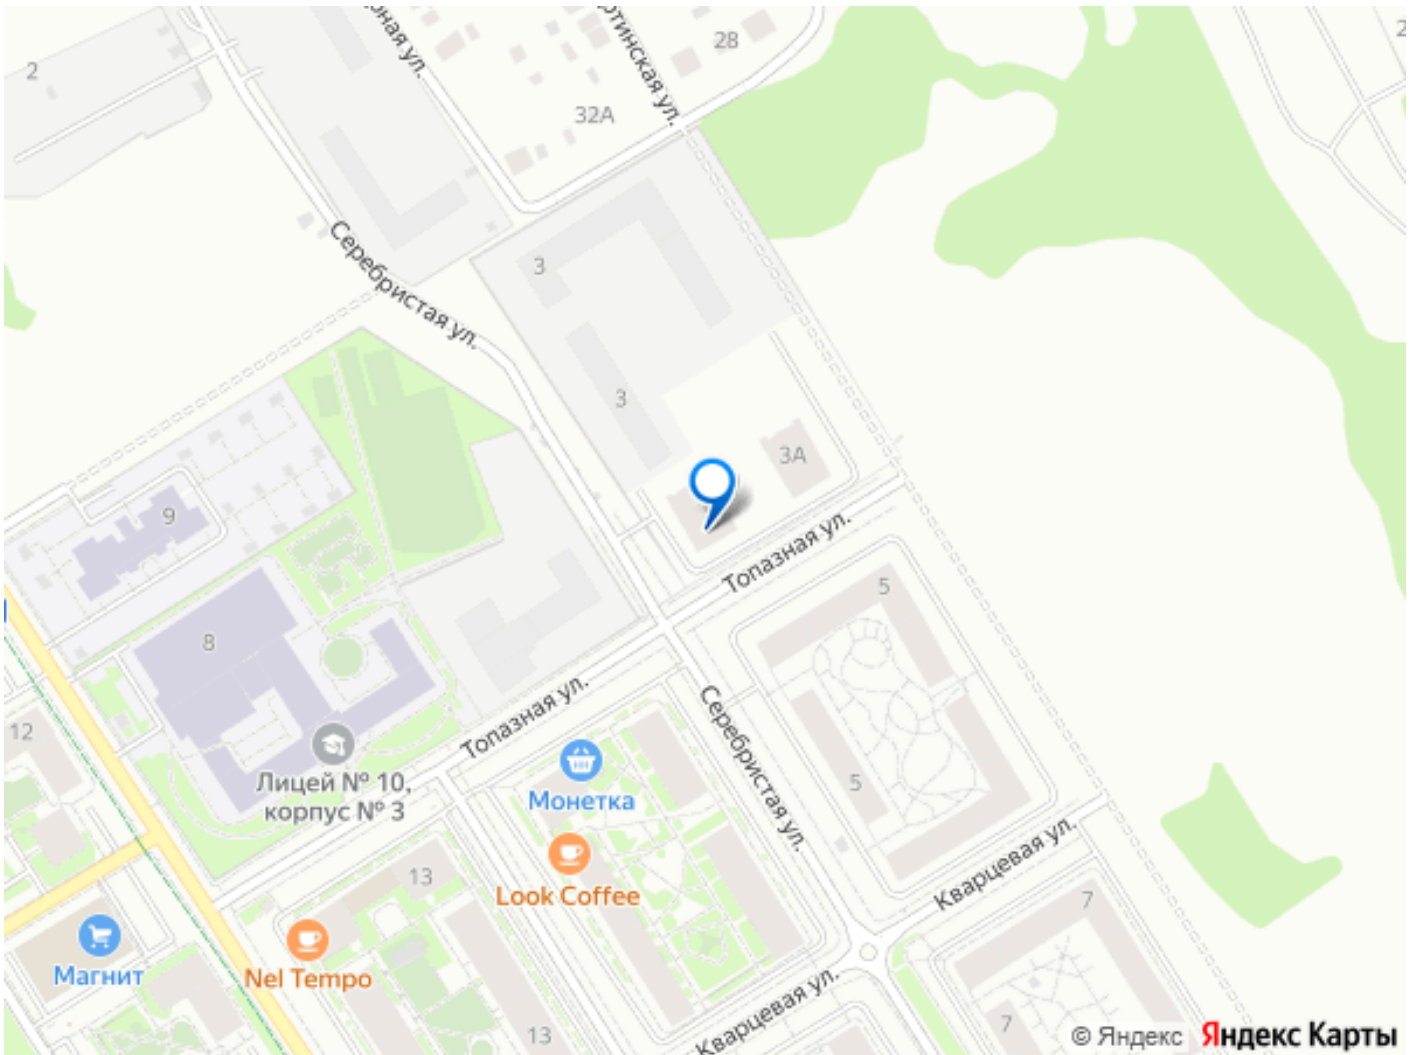 28
2
32А
Серебристая ул.
3
3
3А
9
Топазная ул.
5
8
Серебристая ул.
12
Топазная ул.
Лицей № 10,
корпус № 3
Монетка
5
Кварцевая ул.
13
Look Coffee
7
Магнит
Nel Tempo
Кварцевая ул.
13
7
© Яндекс Яндекс Карты